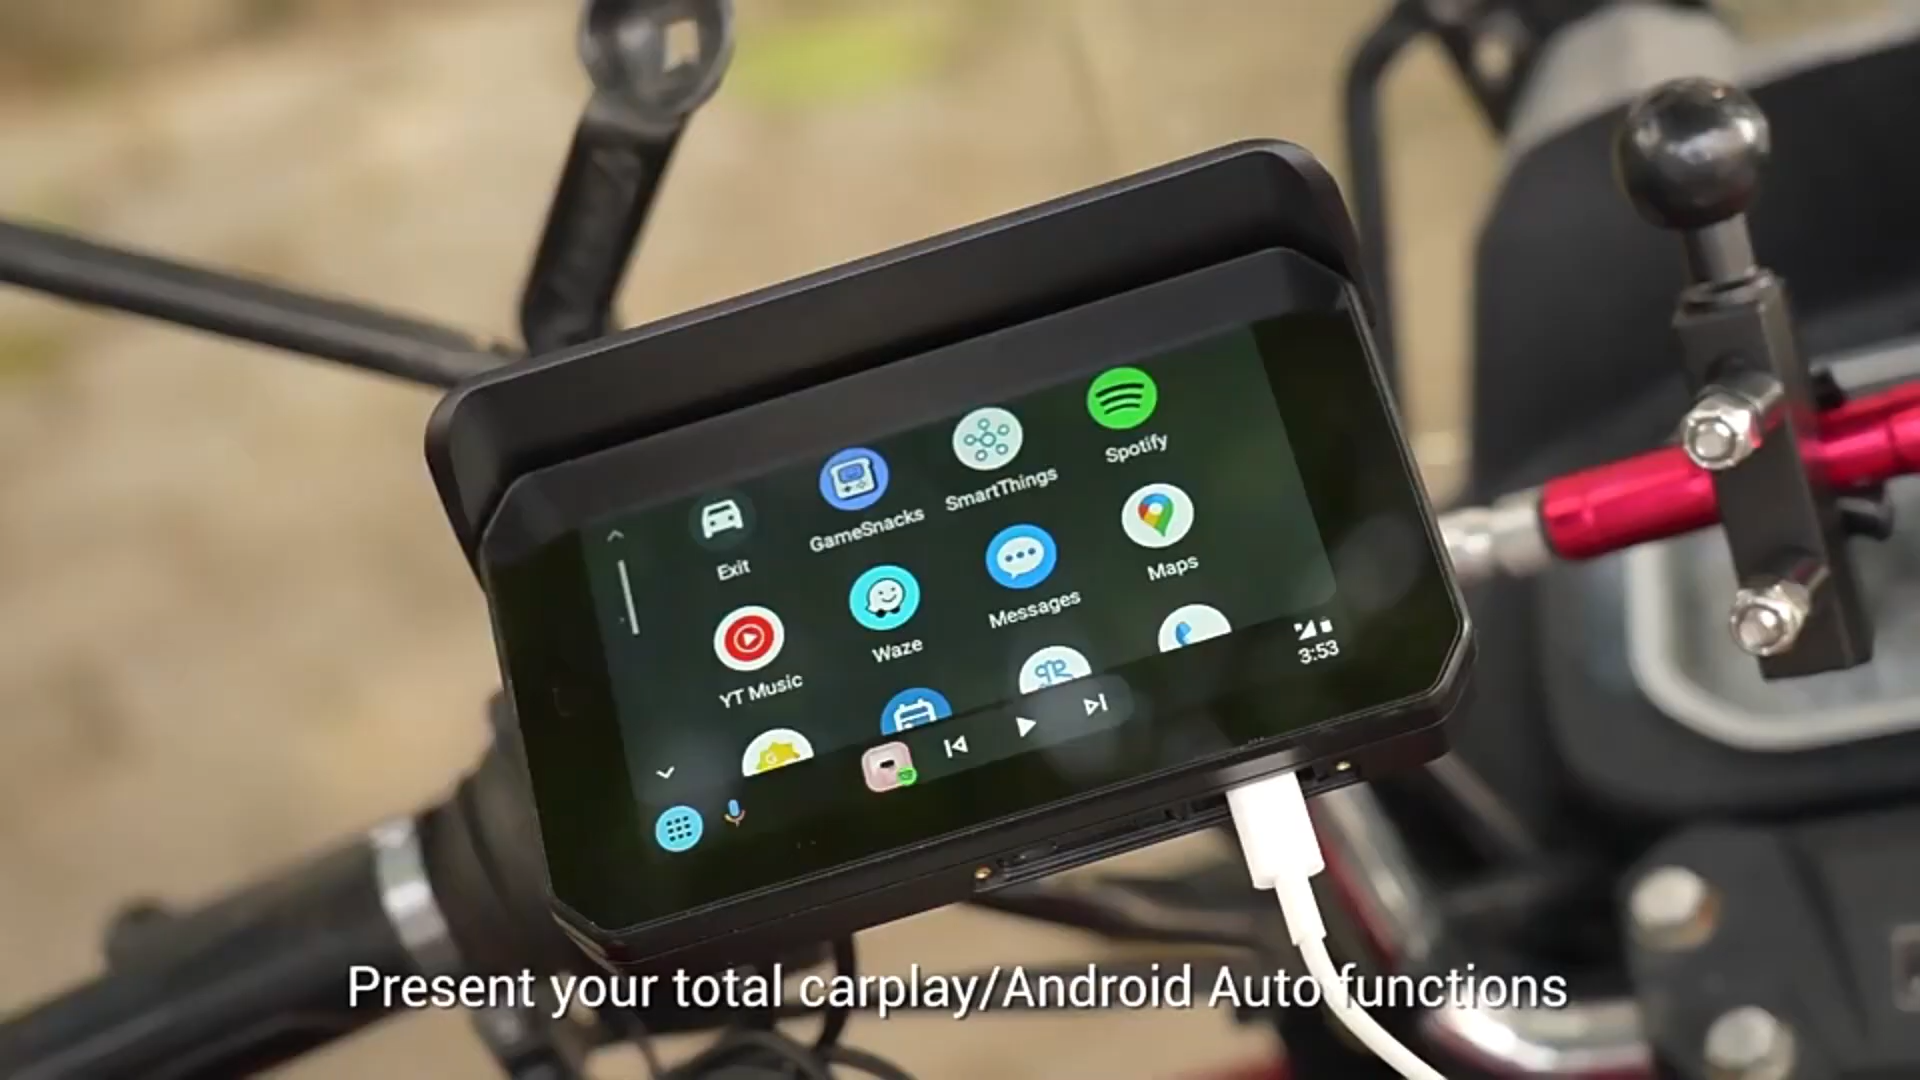 Spotify
SmartThings
GameSnacks
Exit
Maps
Messages
Waze
YT Music
3:53
Present your total carplay/Android Auto functions